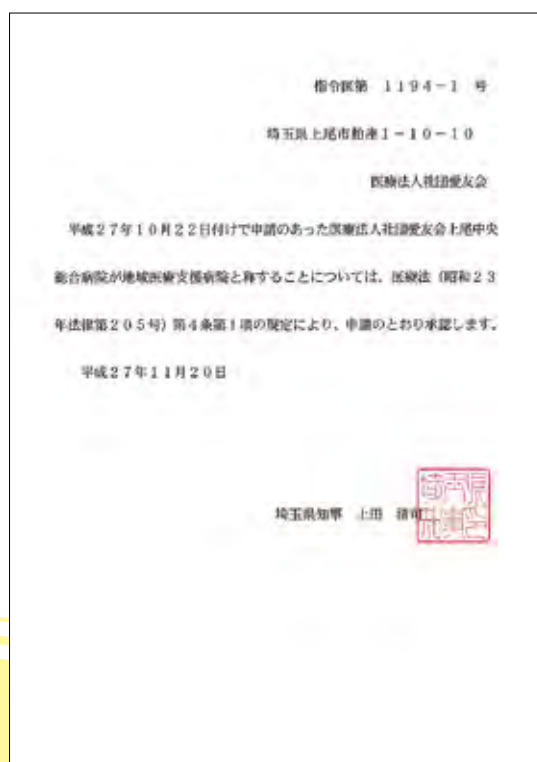 指令医第 1194-1 号
埼玉県上尾市柏座1-10-10
医療法人社団愛友会
平成27年10月22日付けで申請のあった医療法人社団愛友会上尾中央
総合病院が地域医療支援病院と称することについては、医療法(昭和23
年法律第205号)第4条第1項の規定により、申請のとおり承認します。
平成27年11月20日
埼玉県知事 上田 清司